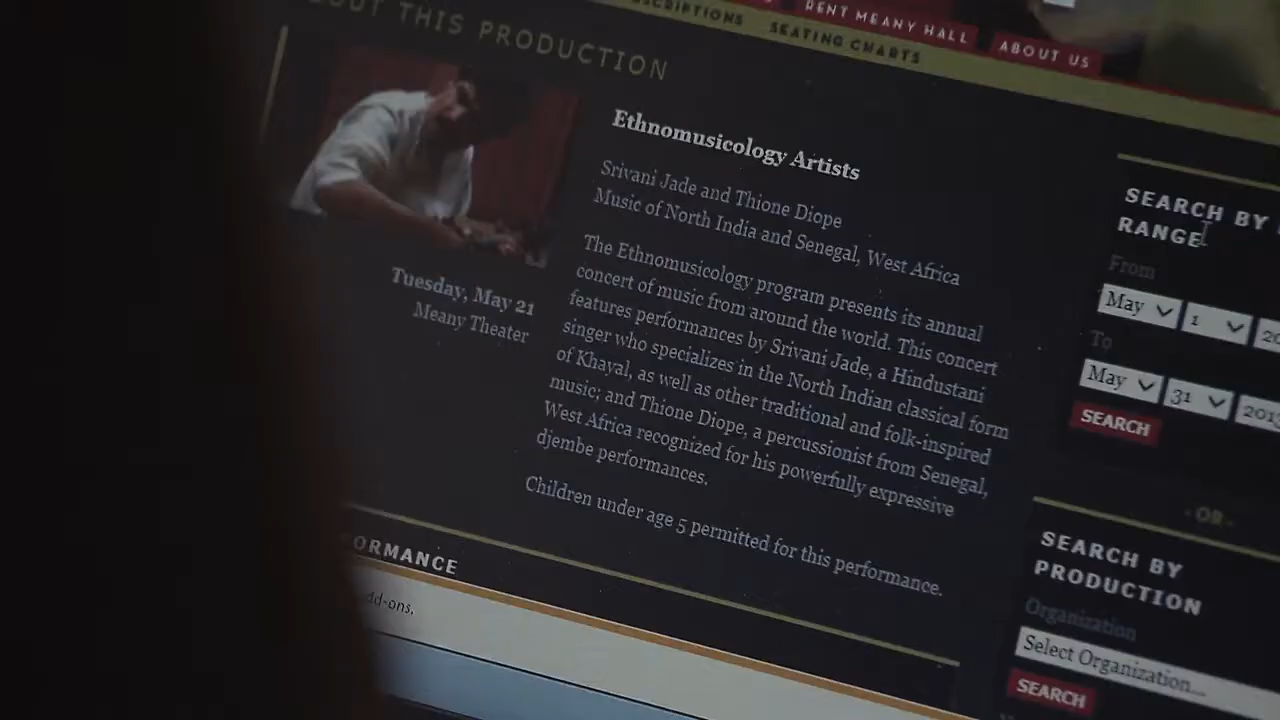 RENT MEANY HALL
ABOUT US
SEATING CHARTS
THIS PRODUCTION
Ethnomusicology Artists
Srivani Jade and Thione Diope
Music of North India and Senegal, West Africa
The Ethnomusicology program presents its annual
concert of music from around the world. This concert
features performances by Srivani Jade, a Hindustani
singer who specializes in the North Indian classical form
of Khayal, as well as other traditional and folk-inspired
music; and Thione Diope, a percussionist from Senegal,
West Africa recognized for his powerfully expressive
djembe performances.
Children under age 5 permitted for this performance.
Tuesday, May 21
Meany Theater
ORMANCE
dd-ons,
SEARCH BY
RANGE
From
May 1 20
To
May 31 201
SEARCH
- OR -
SEARCH BY
PRODUCTION
Organization
Select Organization...
SEARCH